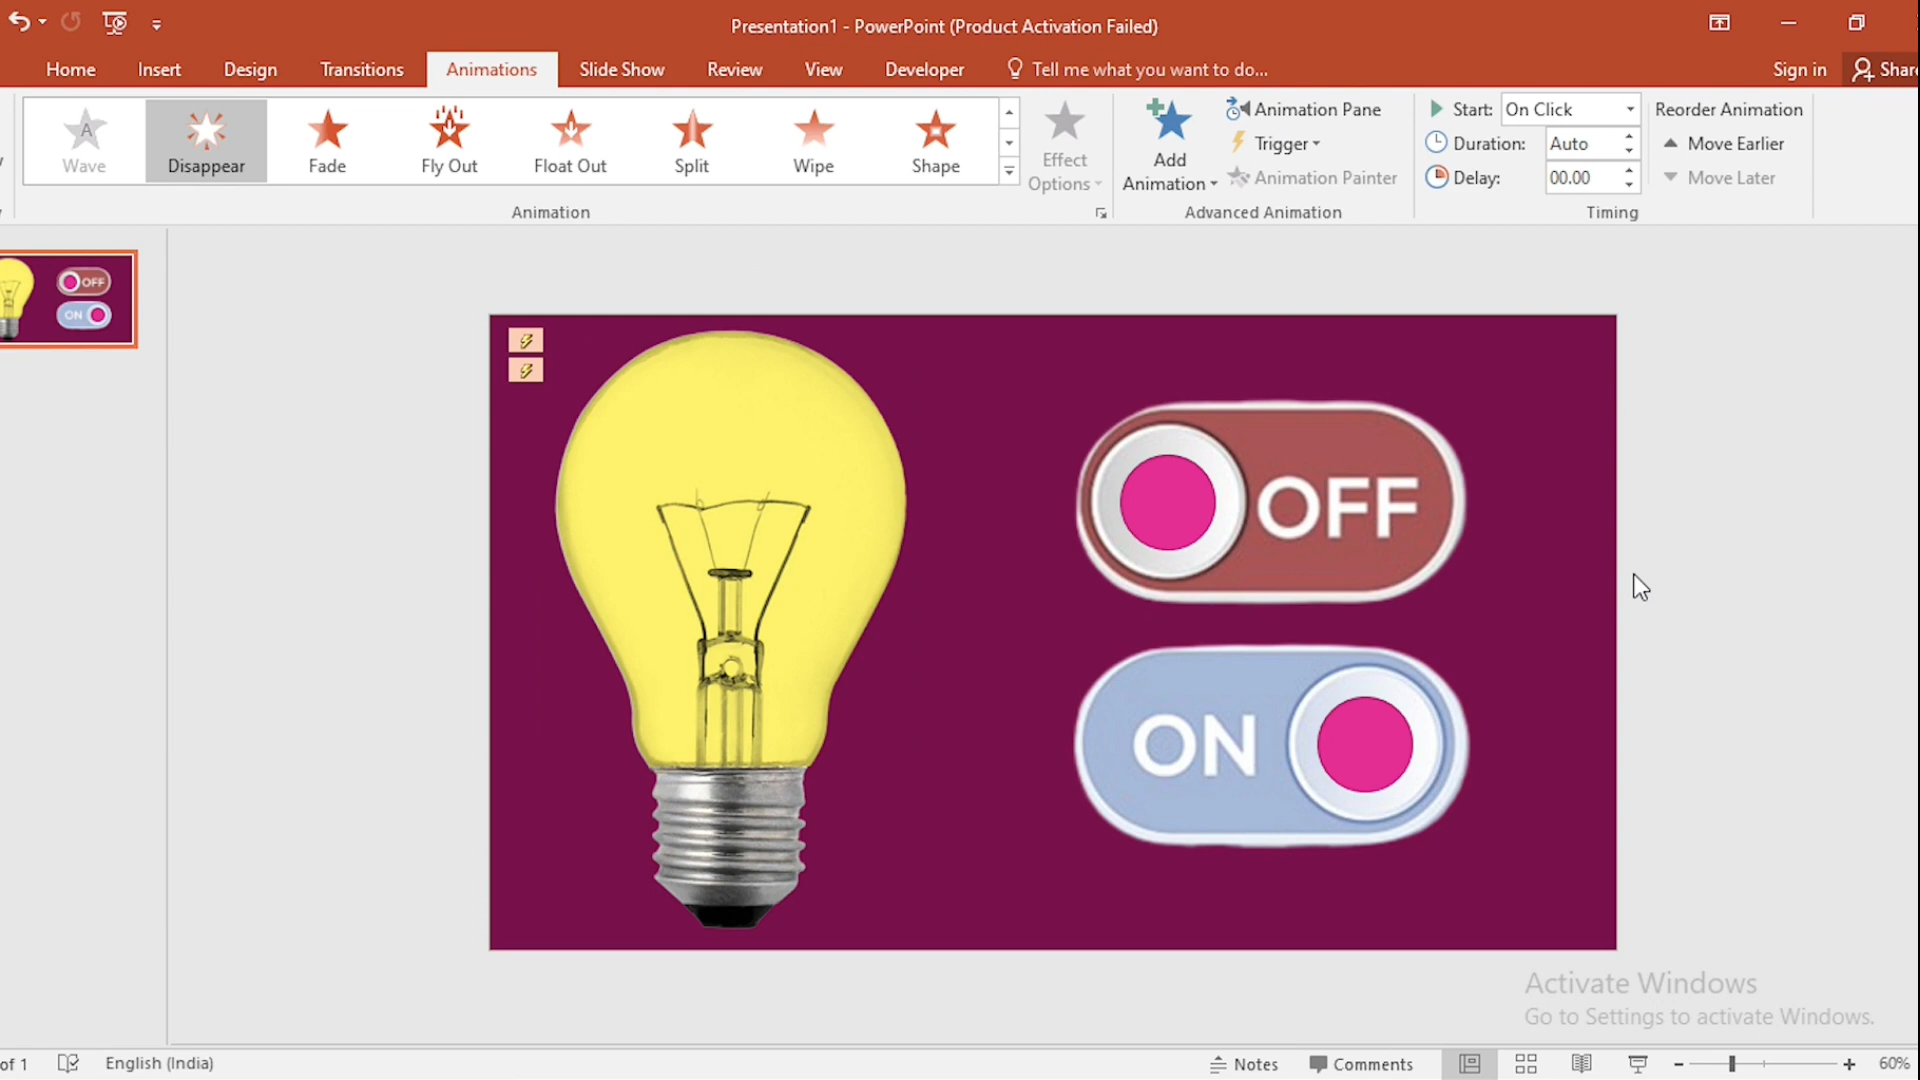 Presentation1 - PowerPoint (Product Activation Failed)
Home Insert Design Transitions Animations Slide Show Review View Developer Tell me what you want to do... Sign in Share
A
Wave Disappear Fade Fly Out Float Out Split Wipe Shape
Effect Options
Add Animation
Animation Pane
Trigger
Animation Painter
Start: On Click
Duration: Auto
Delay: 00.00
Reorder Animation
Move Earlier
Move Later
Animation Advanced Animation Timing
OFF
ON
OFF
ON
Activate Windows
Go to Settings to activate Windows.
of 1 English (India) Notes Comments 60%